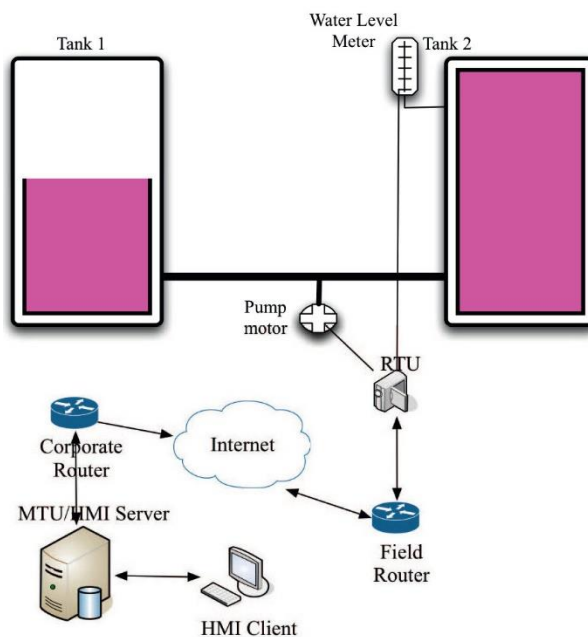 Water Level
Meter
Tank 1
Tank 2
Pump
motor
RTU
Corporate
Router
Internet
MTU/HMI Server
Field
Router
HMI Client